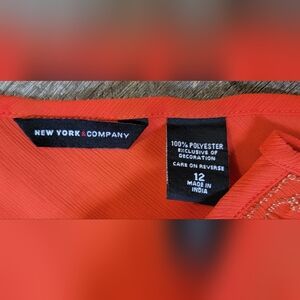 NEW YORK & COMPANY
100% POLYESTER
EXCLUSIVE OF
DECORATION
CARE ON REVERSE
12
MADE IN
INDIA